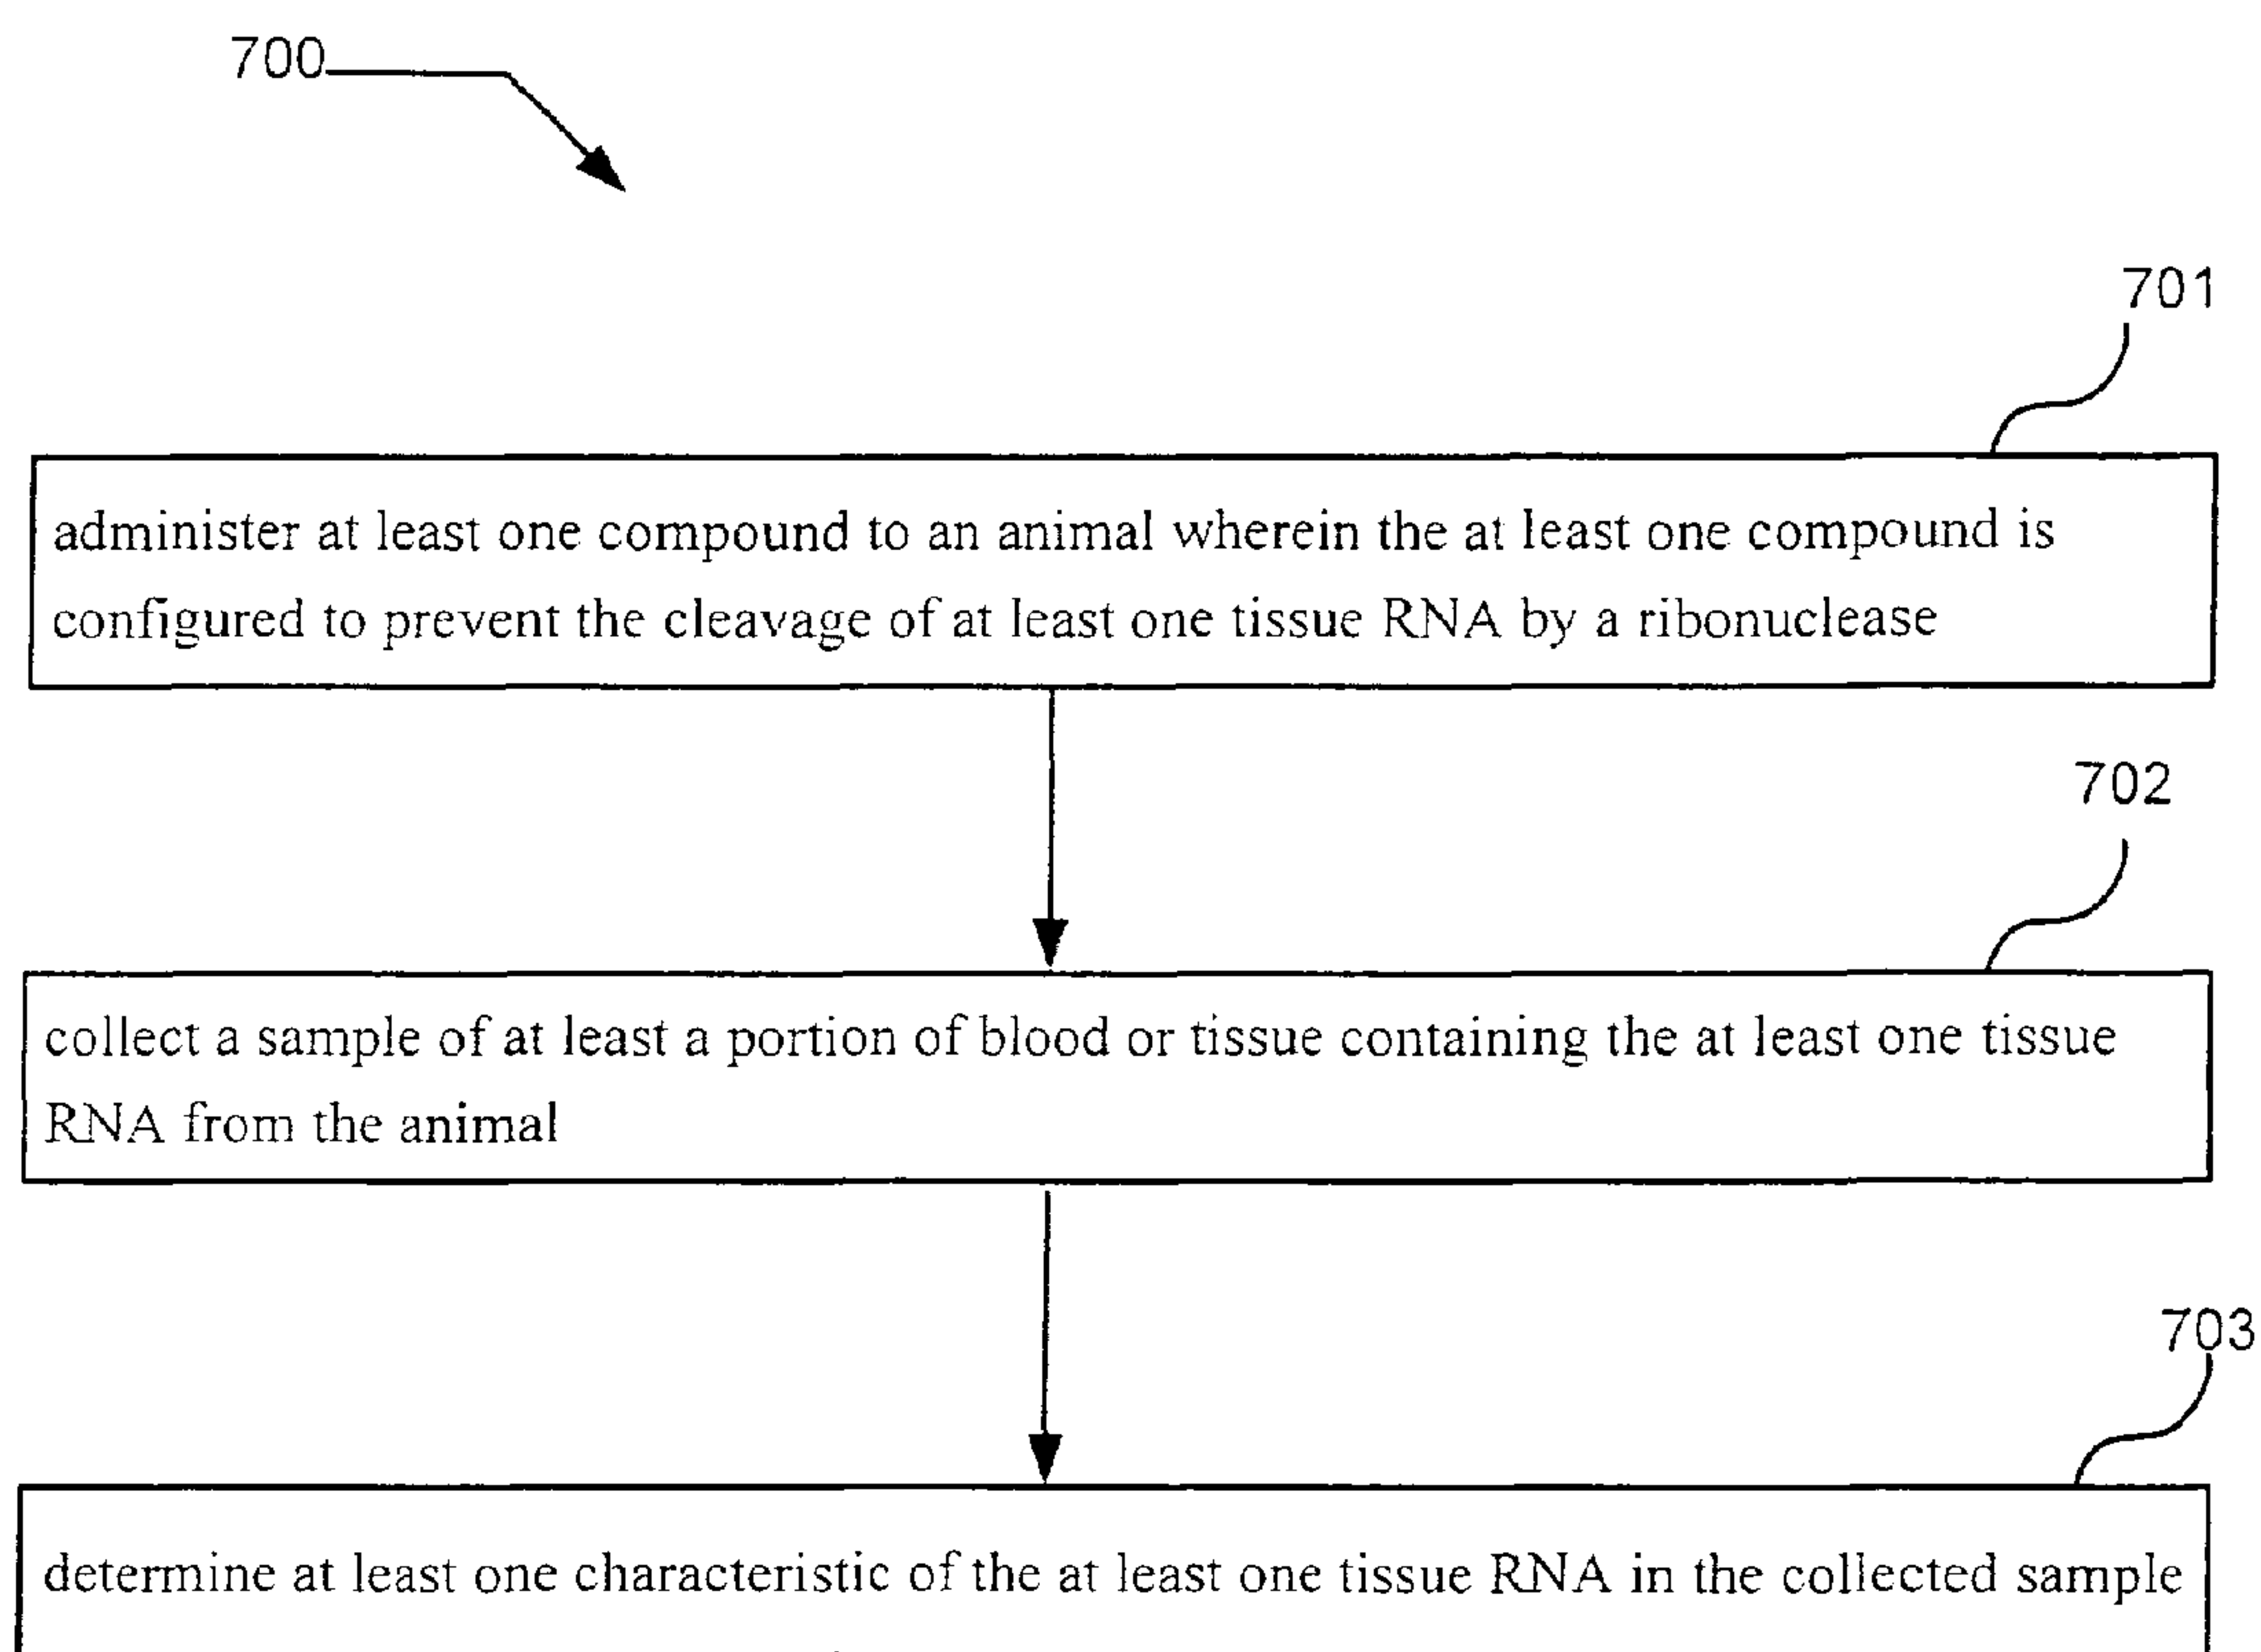 700
701
administer at least one compound to an animal wherein the at least one compound is
configured to prevent the cleavage of at least one tissue RNA by a ribonuclease
702
collect a sample of at least a portion of blood or tissue containing the at least one tissue
RNA from the animal
703
determine at least one characteristic of the at least one tissue RNA in the collected sample